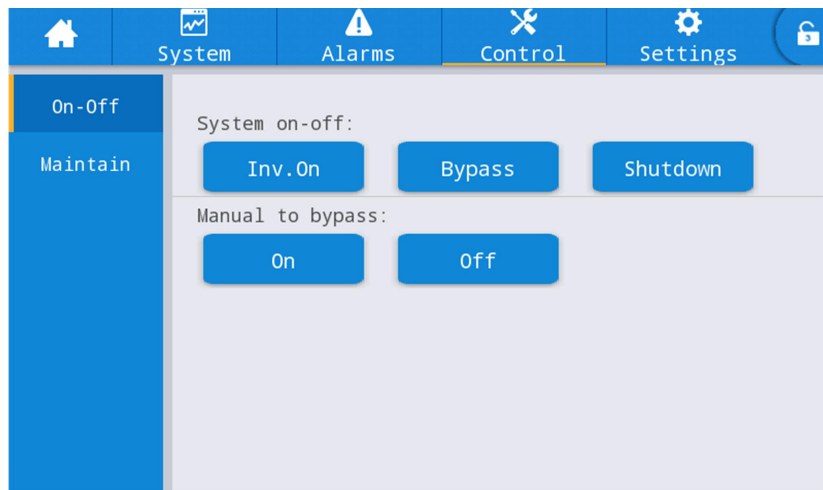 System
Alarms
Control
Settings
3
On-Off
Maintain
System on-off:
Inv.On
Bypass
Shutdown
Manual to bypass:
On
Off